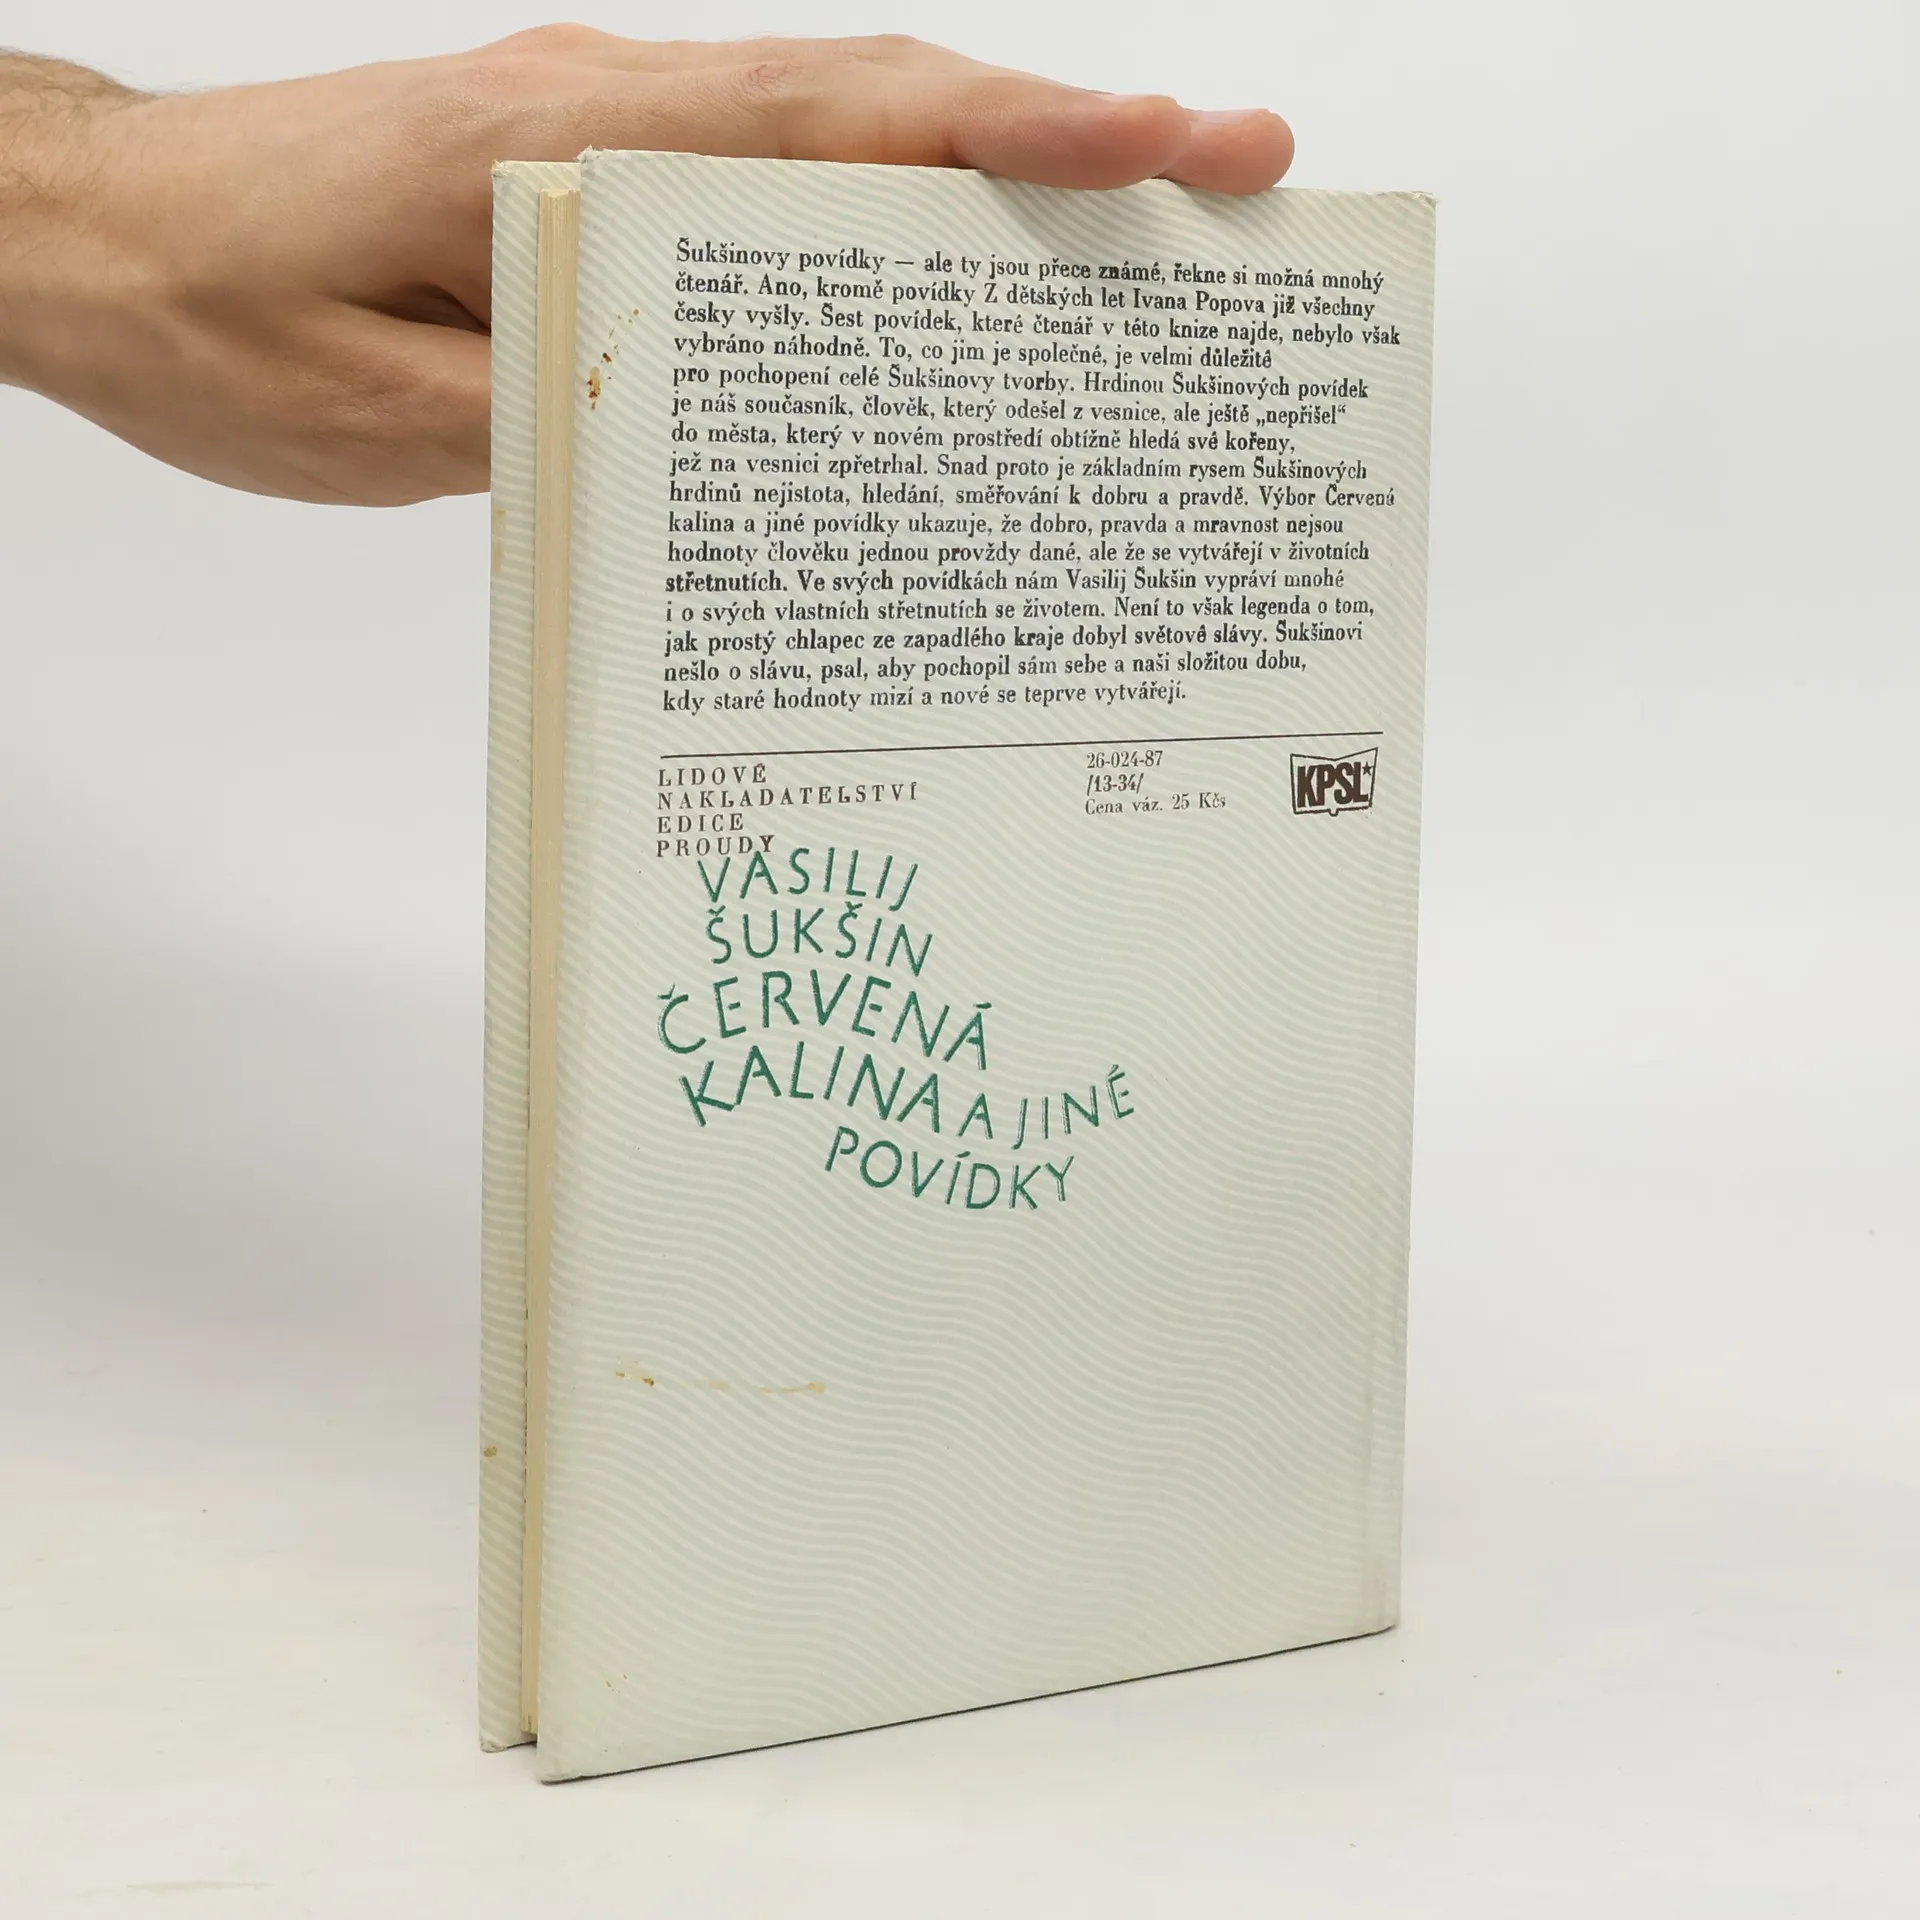 Šukšinovy povídky — ale ty jsou přece známé, řekne si možná mnohý
čtenář. Ano, kromě povídky Z dětských let Ivana Popova již všechny
česky vyšly. Šest povídek, které čtenář v této knize najde, nebylo však
vybráno náhodně. To, co jim je společné, je velmi důležité
pro pochopení celé Šukšinovy tvorby. Hrdinou Šukšinových povídek
je náš současník, člověk, který odešel z vesnice, ale ještě „nepřišel“
do města, který v novém prostředí obtížně hledá své kořeny,
jež na vesnici zpřetrhal. Snad proto je základním rysem Šukšinových
hrdinů nejistota, hledání, směřování k dobru a pravdě. Výbor Červená
kalina a jiné povídky ukazuje, že dobro, pravda a mravnost nejsou
hodnoty člověku jednou provždy dané, ale že se vytvářejí v životních
střetnutích. Ve svých povídkách nám Vasilij Šukšin vypráví mnohé
i o svých vlastních střetnutích se životem. Není to však legenda o tom,
jak prostý chlapec ze zapadlého kraje dobyl světové slávy. Šukšinovi
nešlo o slávu, psal, aby pochopil sám sebe a naši složitou dobu,
kdy staré hodnoty mizí a nové se teprve vytvářejí.
LIDOVÉ
NAKLADATELSTVÍ
EDICE
PROUDY
26-024-87
/13-34/
Cena váz. 25 Kčs
KPSL
VASILIJ
ŠUKŠIN
ČERVENÁ
KALINA A JINÉ
POVÍDKY